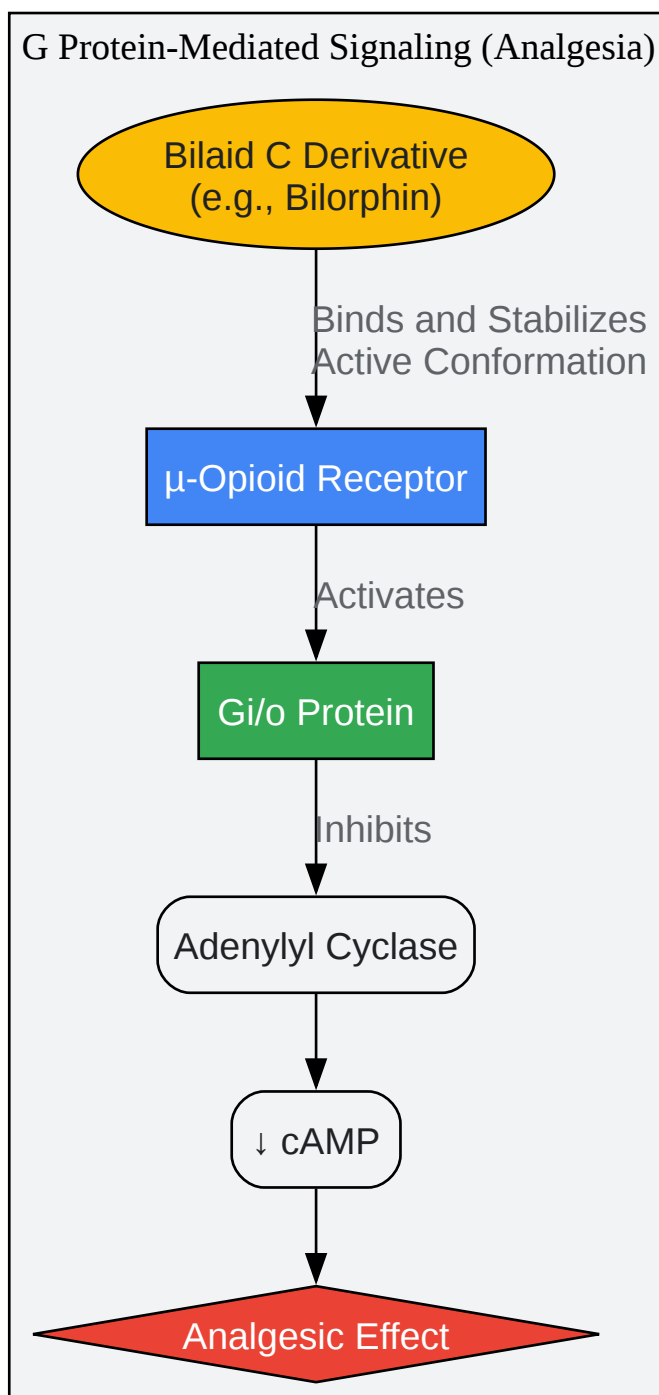 G Protein-Mediated Signaling (Analgesia)
Bilaid C Derivative
(e.g., Bilorphin)
Binds and Stabilizes
Active Conformation
µ-Opioid Receptor
Activates
Gi/o Protein
Inhibits
Adenylyl Cyclase
↓ cAMP
Analgesic Effect